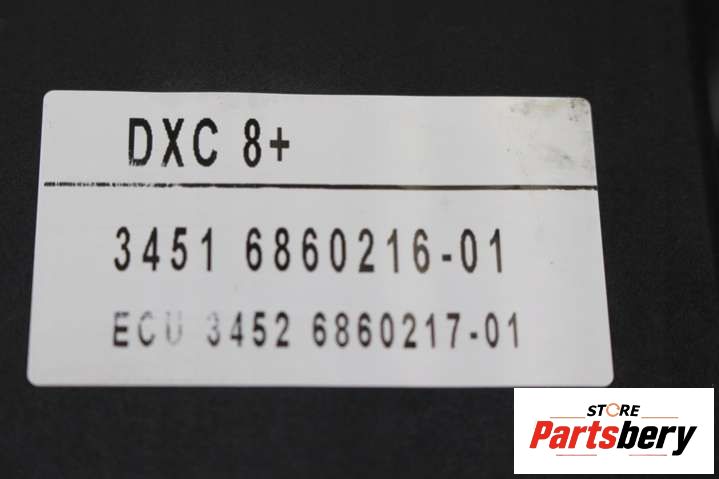 DXC 8+
3451 6860216-01
ECU 3452 6860217-01
STORE
Partsbery